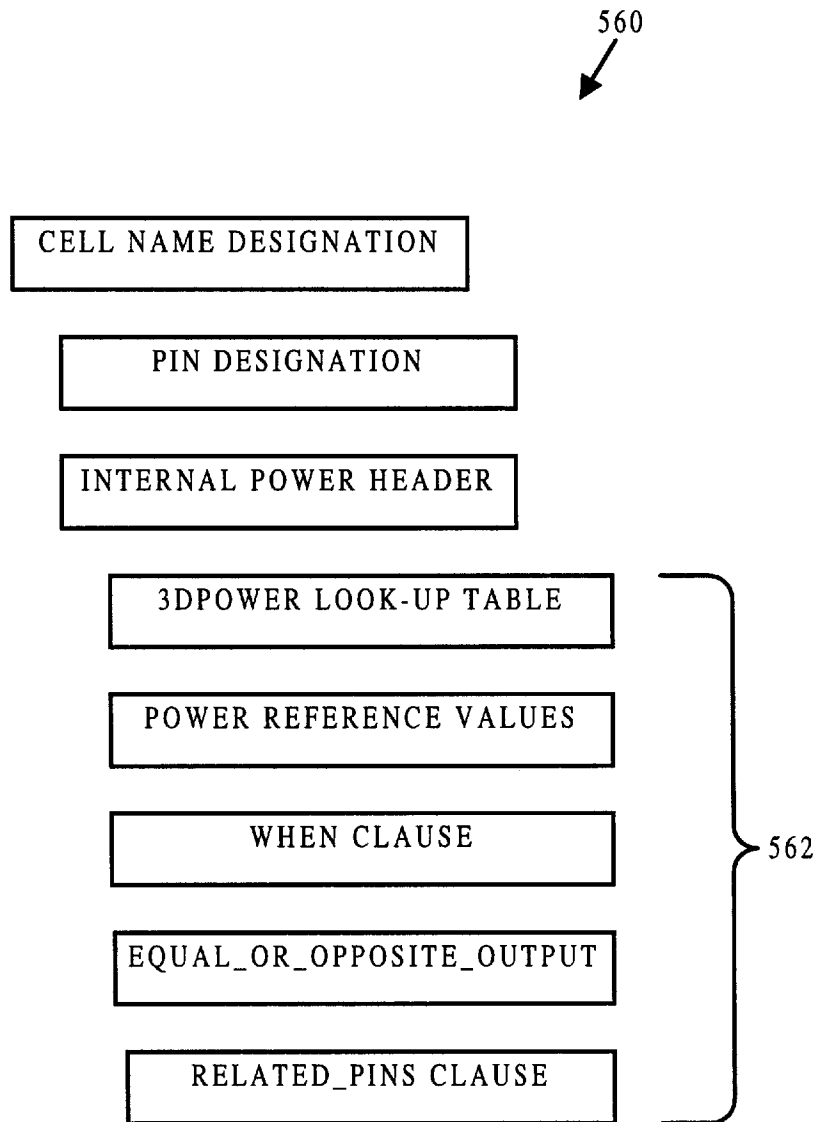 560
CELL NAME DESIGNATION
PIN DESIGNATION
INTERNAL POWER HEADER
3DPOWER LOOK-UP TABLE
POWER REFERENCE VALUES
WHEN CLAUSE
562
EQUAL_OR_OPPOSITE_OUTPUT
RELATED_PINS CLAUSE